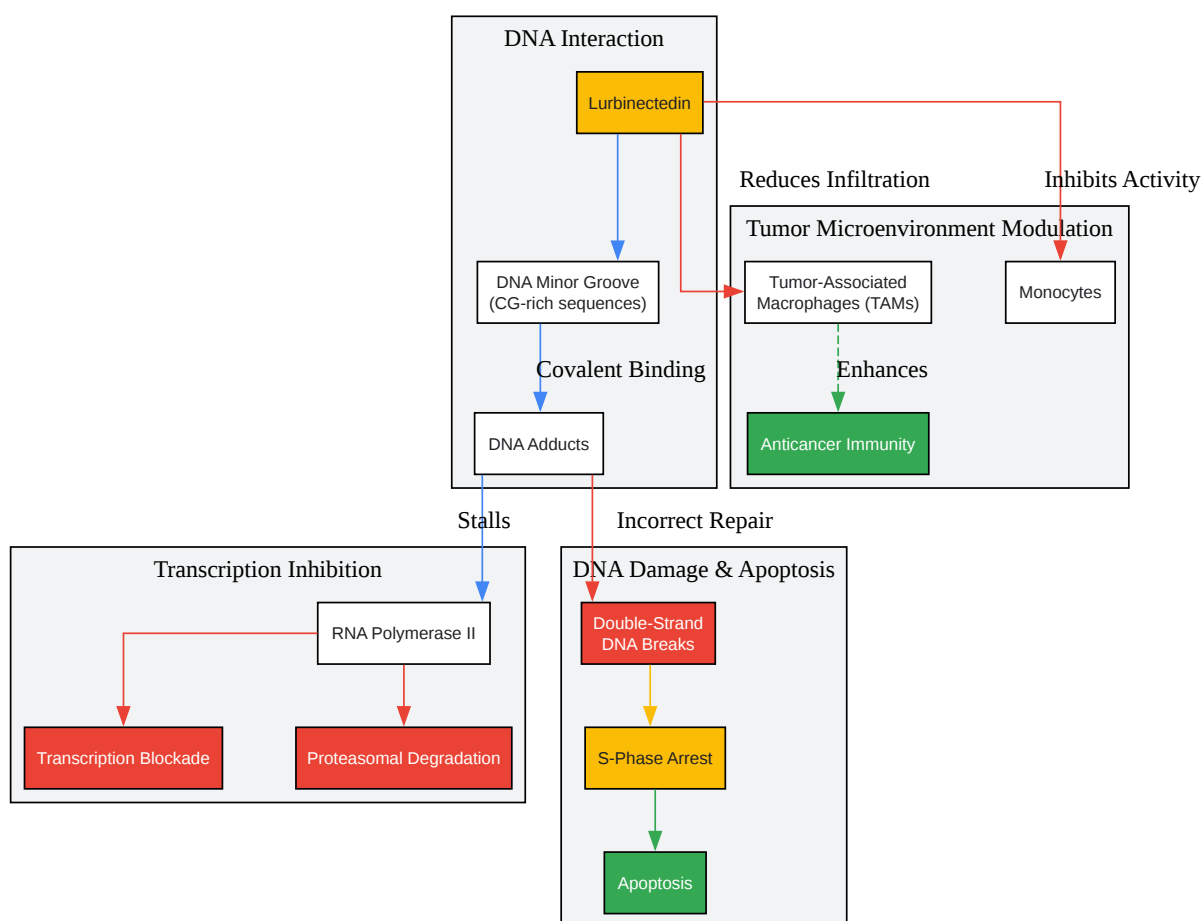 DNA Interaction
Lurbinectedin
Reduces Infiltration
Inhibits Activity
Tumor Microenvironment Modulation
DNA Minor Groove
(CG-rich sequences)
Tumor-Associated
Macrophages (TAMs)
Monocytes
Covalent Binding
Enhances
DNA Adducts
Anticancer Immunity
Stalls
Incorrect Repair
Transcription Inhibition
DNA Damage & Apoptosis
RNA Polymerase II
Double-Strand
DNA Breaks
Transcription Blockade
Proteasomal Degradation
S-Phase Arrest
Apoptosis